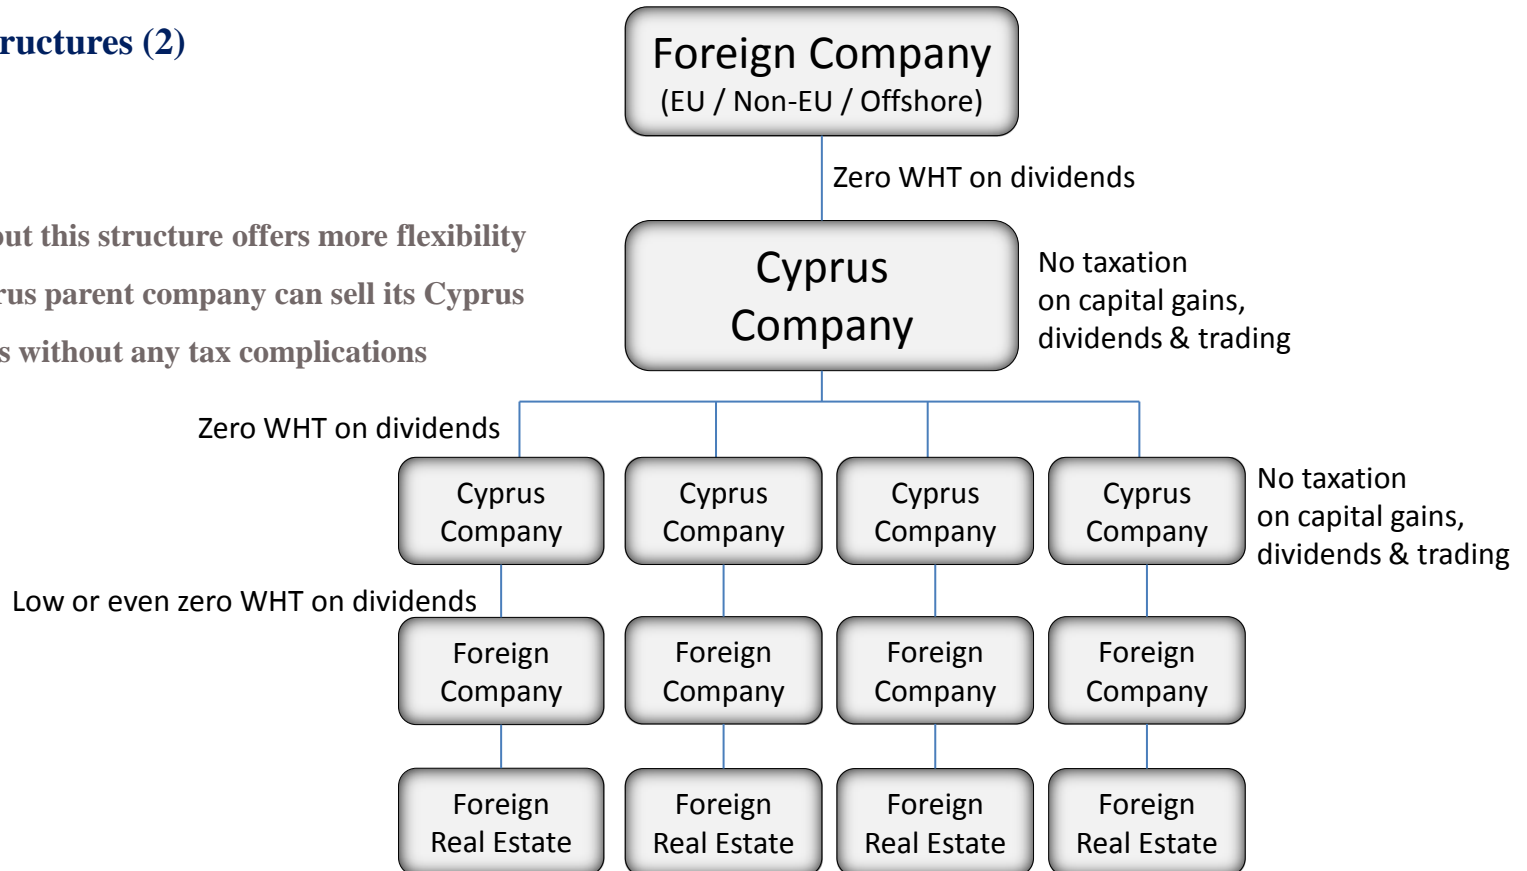 ructures (2)
Foreign Company
(EU / Non-EU / Offshore)
Zero WHT on dividends
out this structure offers more flexibility
rus parent company can sell its Cyprus
s without any tax complications
Cyprus
Company
No taxation
on capital gains,
dividends & trading
Zero WHT on dividends
Cyprus
Company
Cyprus
Company
Cyprus
Company
Cyprus
Company
No taxation
on capital gains,
dividends & trading
Low or even zero WHT on dividends
Foreign
Company
Foreign
Company
Foreign
Company
Foreign
Company
Foreign
Real Estate
Foreign
Real Estate
Foreign
Real Estate
Foreign
Real Estate